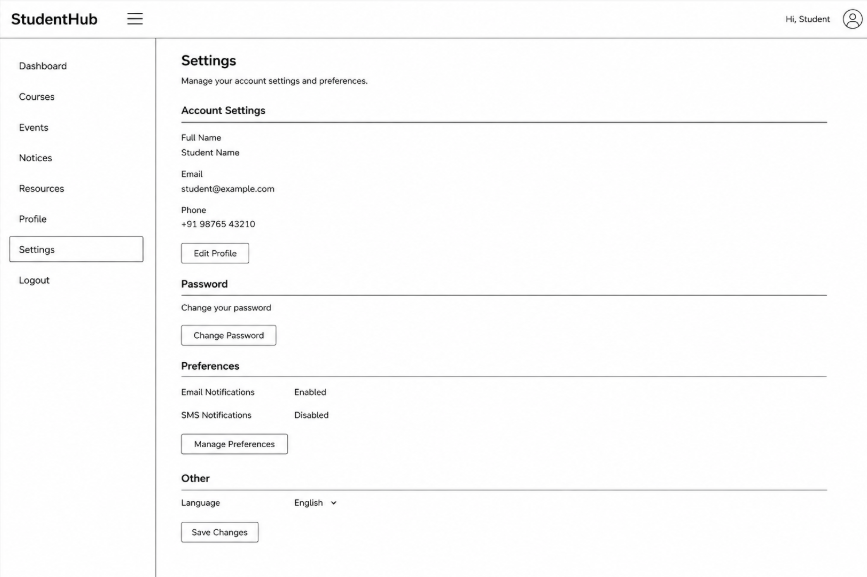 StudentHub
Hi, Student
Dashboard
Courses
Events
Notices
Resources
Profile
Settings
Logout
Settings
Manage your account settings and preferences.
Account Settings
Full Name
Student Name
Email
student@example.com
Phone
+91 98765 43210
Edit Profile
Password
Change your password
Change Password
Preferences
Email Notifications Enabled
SMS Notifications Disabled
Manage Preferences
Other
Language English
Save Changes